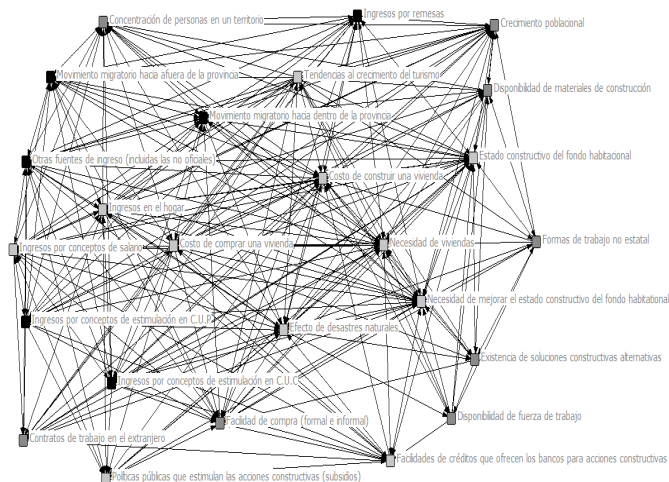 Concentración de personas en un territorio
Ingresos por remesas
Crecimiento poblacional
Movimiento migratorio hacia afuera de la provincia
Tendencias al crecimiento del turismo
Disponibilidad de materiales de construcción
Movimiento migratorio hacia dentro de la provincia
Otras fuentes de ingreso (incluidas las no oficiales)
Estado constructivo del fondo habitacional
Costo de construir una vivienda
Ingresos en el hogar
Ingresos por conceptos de salario
Costo de comprar una vivienda
Necesidad de viviendas
Formas de trabajo no estatal
Necesidad de mejorar el estado constructivo del fondo habitational
Ingresos por conceptos de estimulación en C.U.P
Efecto de desastres naturales
Existencia de soluciones constructivas alternativas
Ingresos por conceptos de estimulación en C.U.C
Facilidad de compra (formal e informal)
Disponibilidad de fuerza de trabajo
Contratos de trabajo en el extranjero
Facilidades de créditos que ofrecen los bancos para acciones constructivas
Políticas públicas que estimulan las acciones constructivas (subsidios)